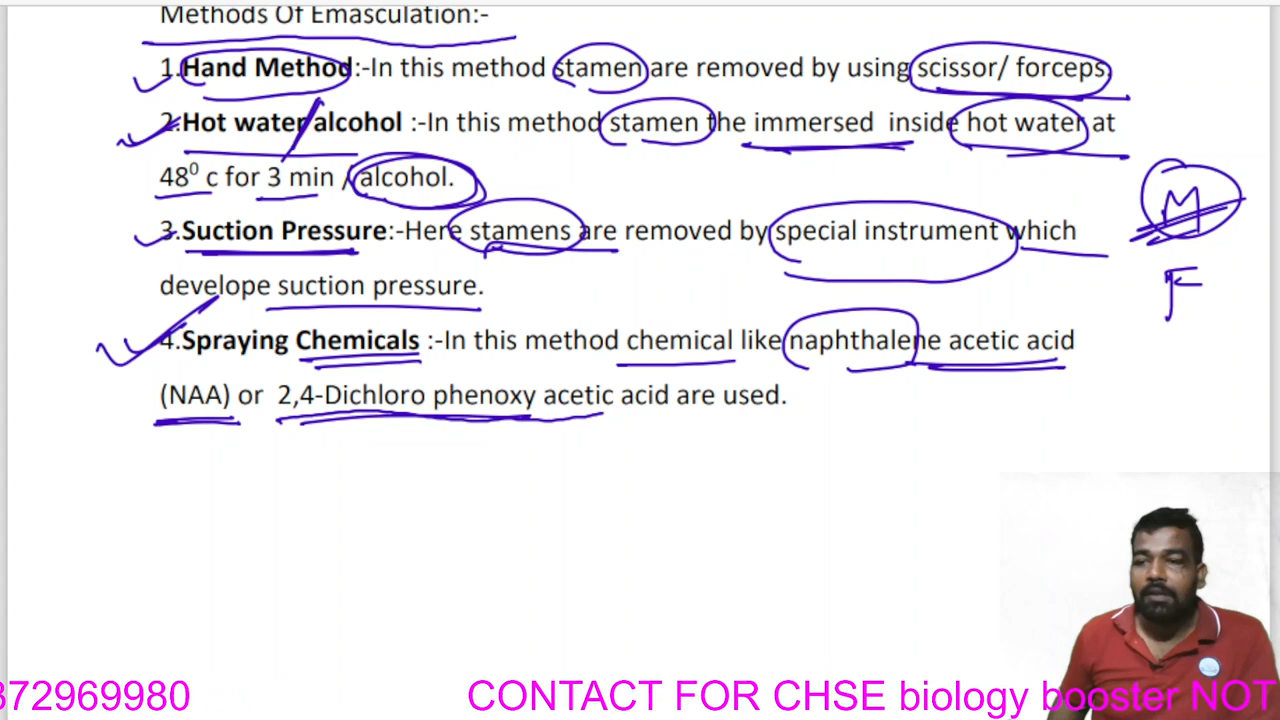 Methods Of Emasculation:-
1.Hand Method:-In this method stamen are removed by using scissor/ forceps.
2.Hot water/alcohol :-In this method stamen the immersed inside hot water at
48⁰ c for 3 min / alcohol.
M
3.Suction Pressure:-Here stamens are removed by special instrument which
F
develope suction pressure.
4.Spraying Chemicals :-In this method chemical like naphthalene acetic acid
(NAA) or 2,4-Dichloro phenoxy acetic acid are used.
372969980 CONTACT FOR CHSE biology booster NOT